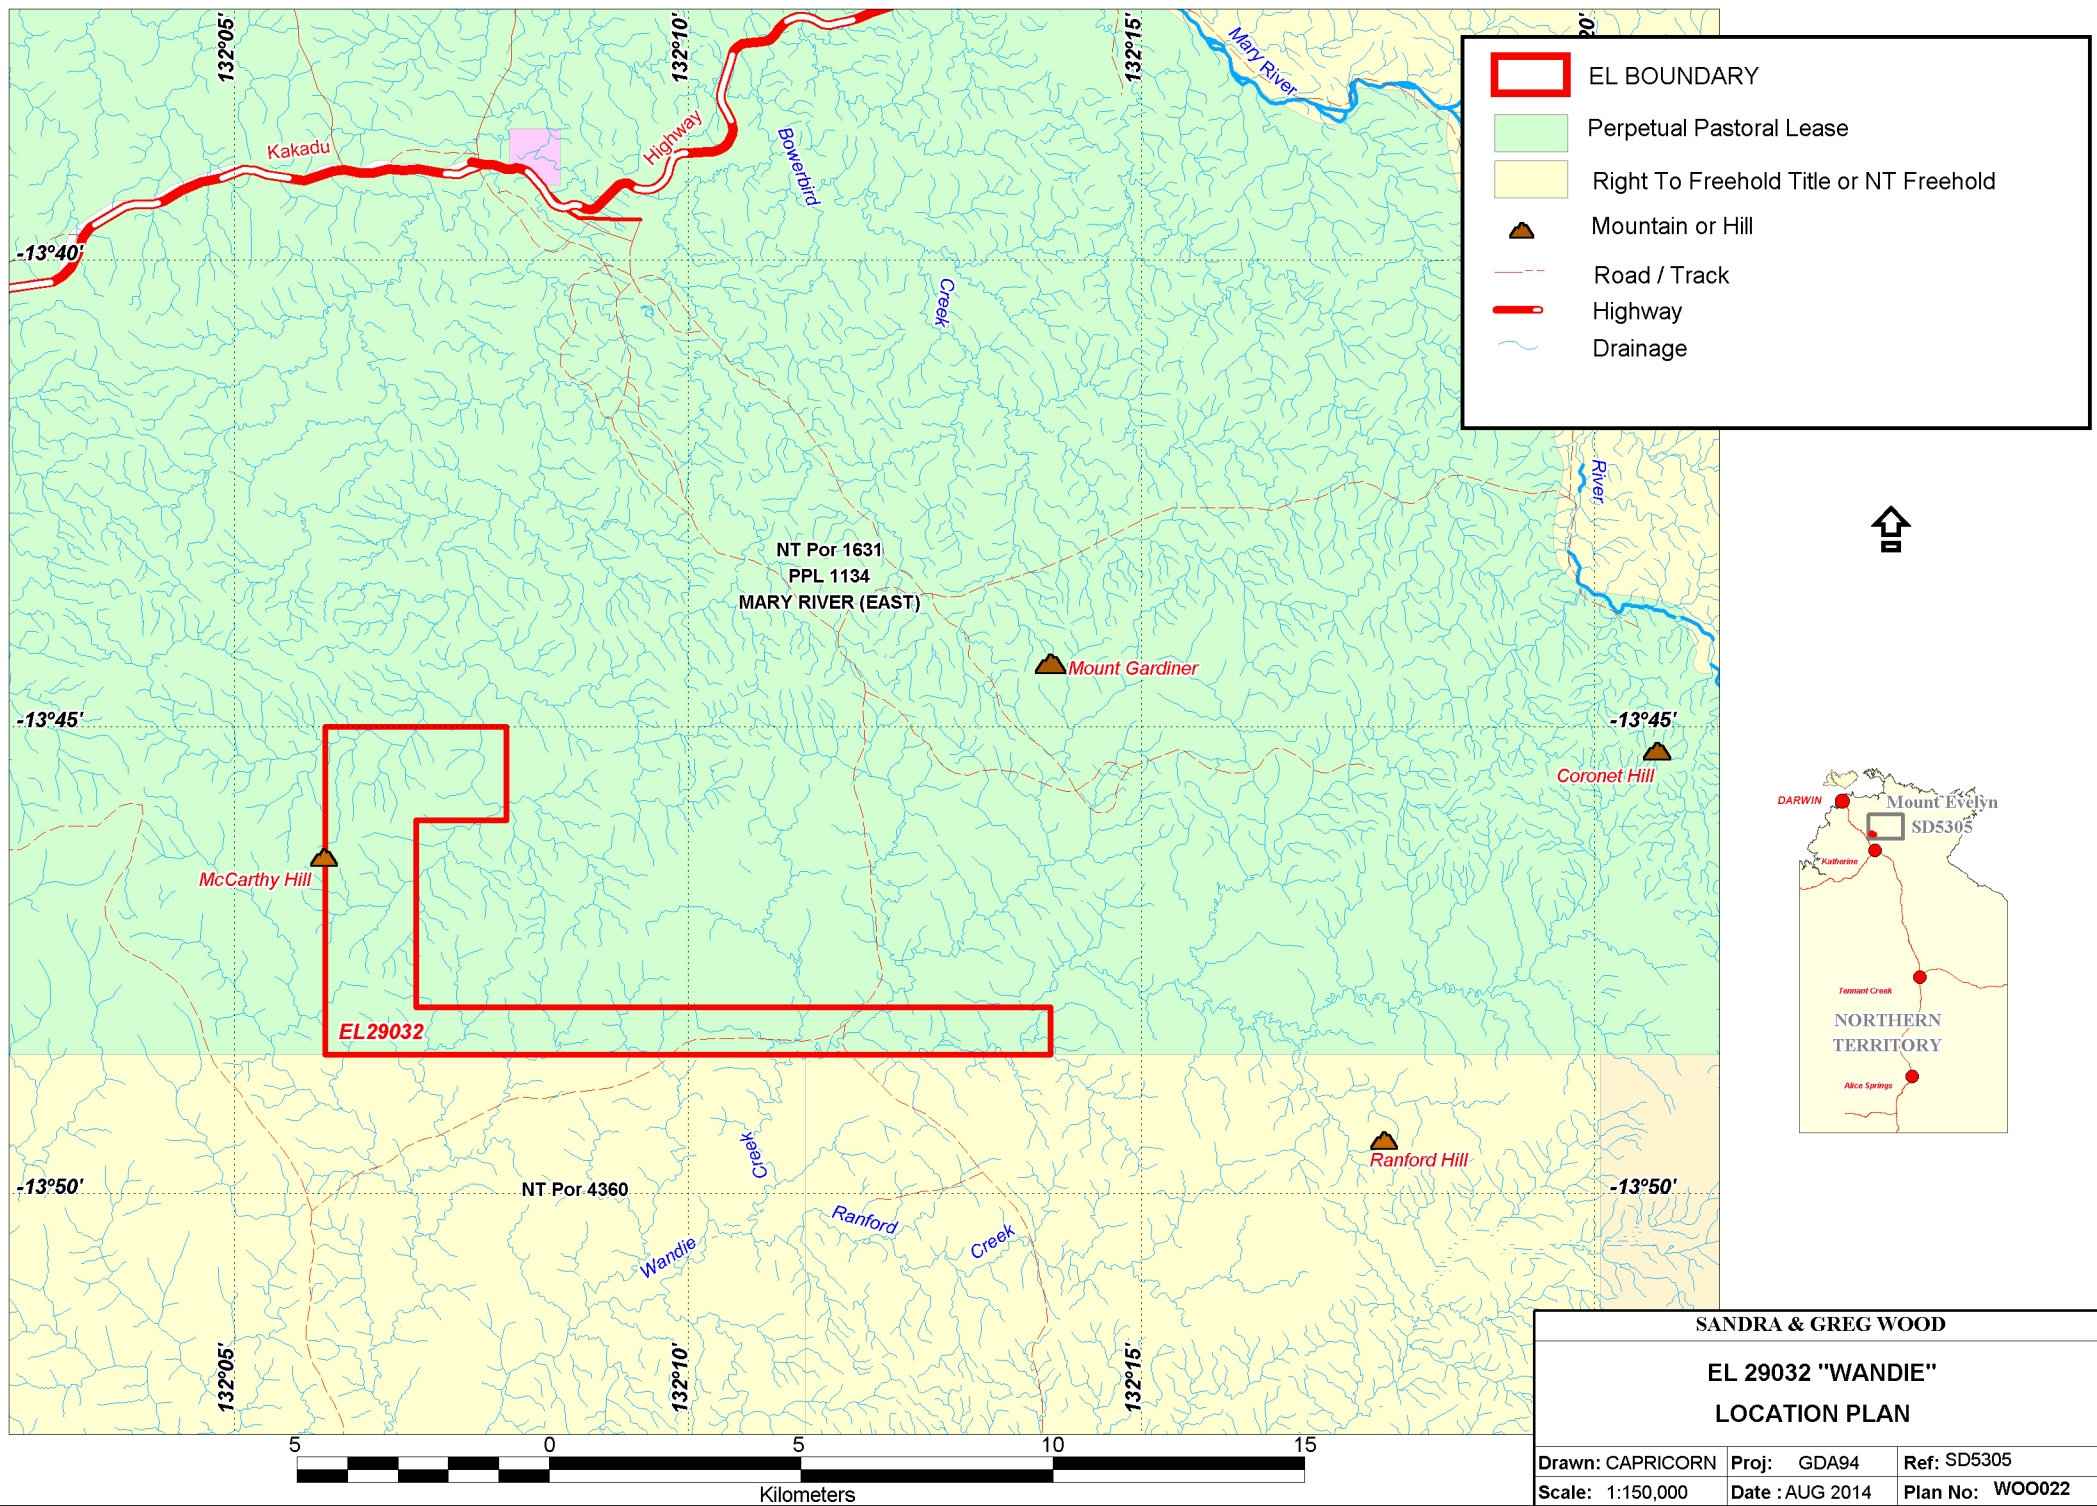 132°05'
132°10'
132°15'
20'
Mary River
EL BOUNDARY
Perpetual Pastoral Lease
Right To Freehold Title or NT Freehold
Mountain or Hill
Road / Track
Highway
Drainage
Kakadu
Highway
Bowerbird
Creek
-13°40'
River
NT Por 1631
PPL 1134
MARY RIVER (EAST)
Mount Gardiner
-13°45'
-13°45'
Coronet Hill
McCarthy Hill
EL29032
DARWIN
Mount Evelyn
SD5305
Katherine
Tennant Creek
NORTHERN
TERRITORY
Alice Springs
Creek
Ranford Hill
-13°50'
NT Por 4360
-13°50'
Ranford
Creek
Wandie
132°05'
132°10'
132°15'
5 0 5 10 15
Kilometers
SANDRA & GREG WOOD
EL 29032 "WANDIE"
LOCATION PLAN
Drawn: CAPRICORN Proj: GDA94 Ref: SD5305
Scale: 1:150,000 Date : AUG 2014 Plan No: WOO022